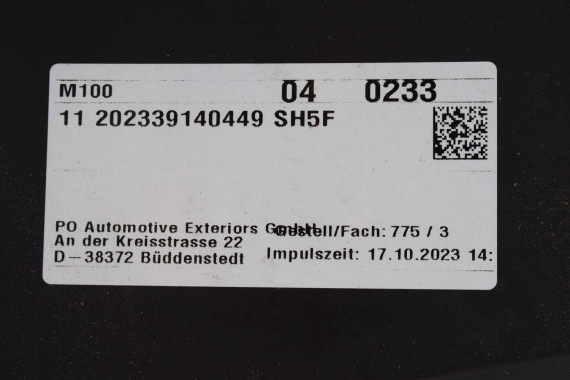 M100 04 0233
11 202339140449 SH5F
PO Automotive Exteriors GmbH Gestell/Fach: 775 / 3
An der Kreisstrasse 22
D-38372 Büddenstedt Impulszeit: 17.10.2023 14: